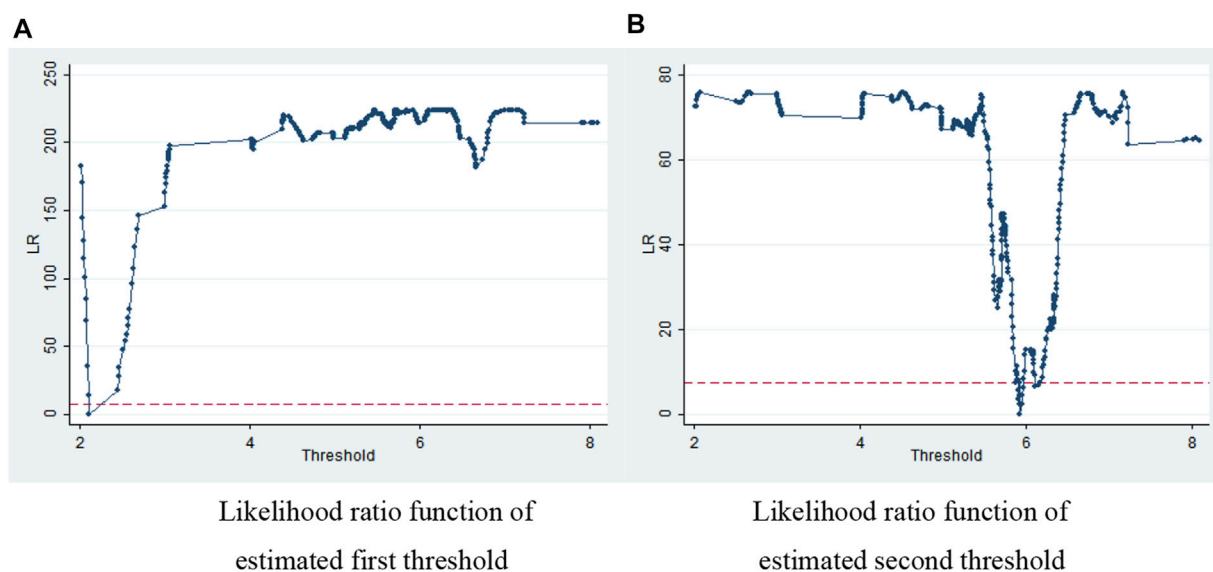 A
250
200
150
100
50
0
LR
2 4 6 8
Threshold
B
80
60
40
20
0
LR
2 4 6 8
Threshold
Likelihood ratio function of
estimated first threshold
Likelihood ratio function of
estimated second threshold